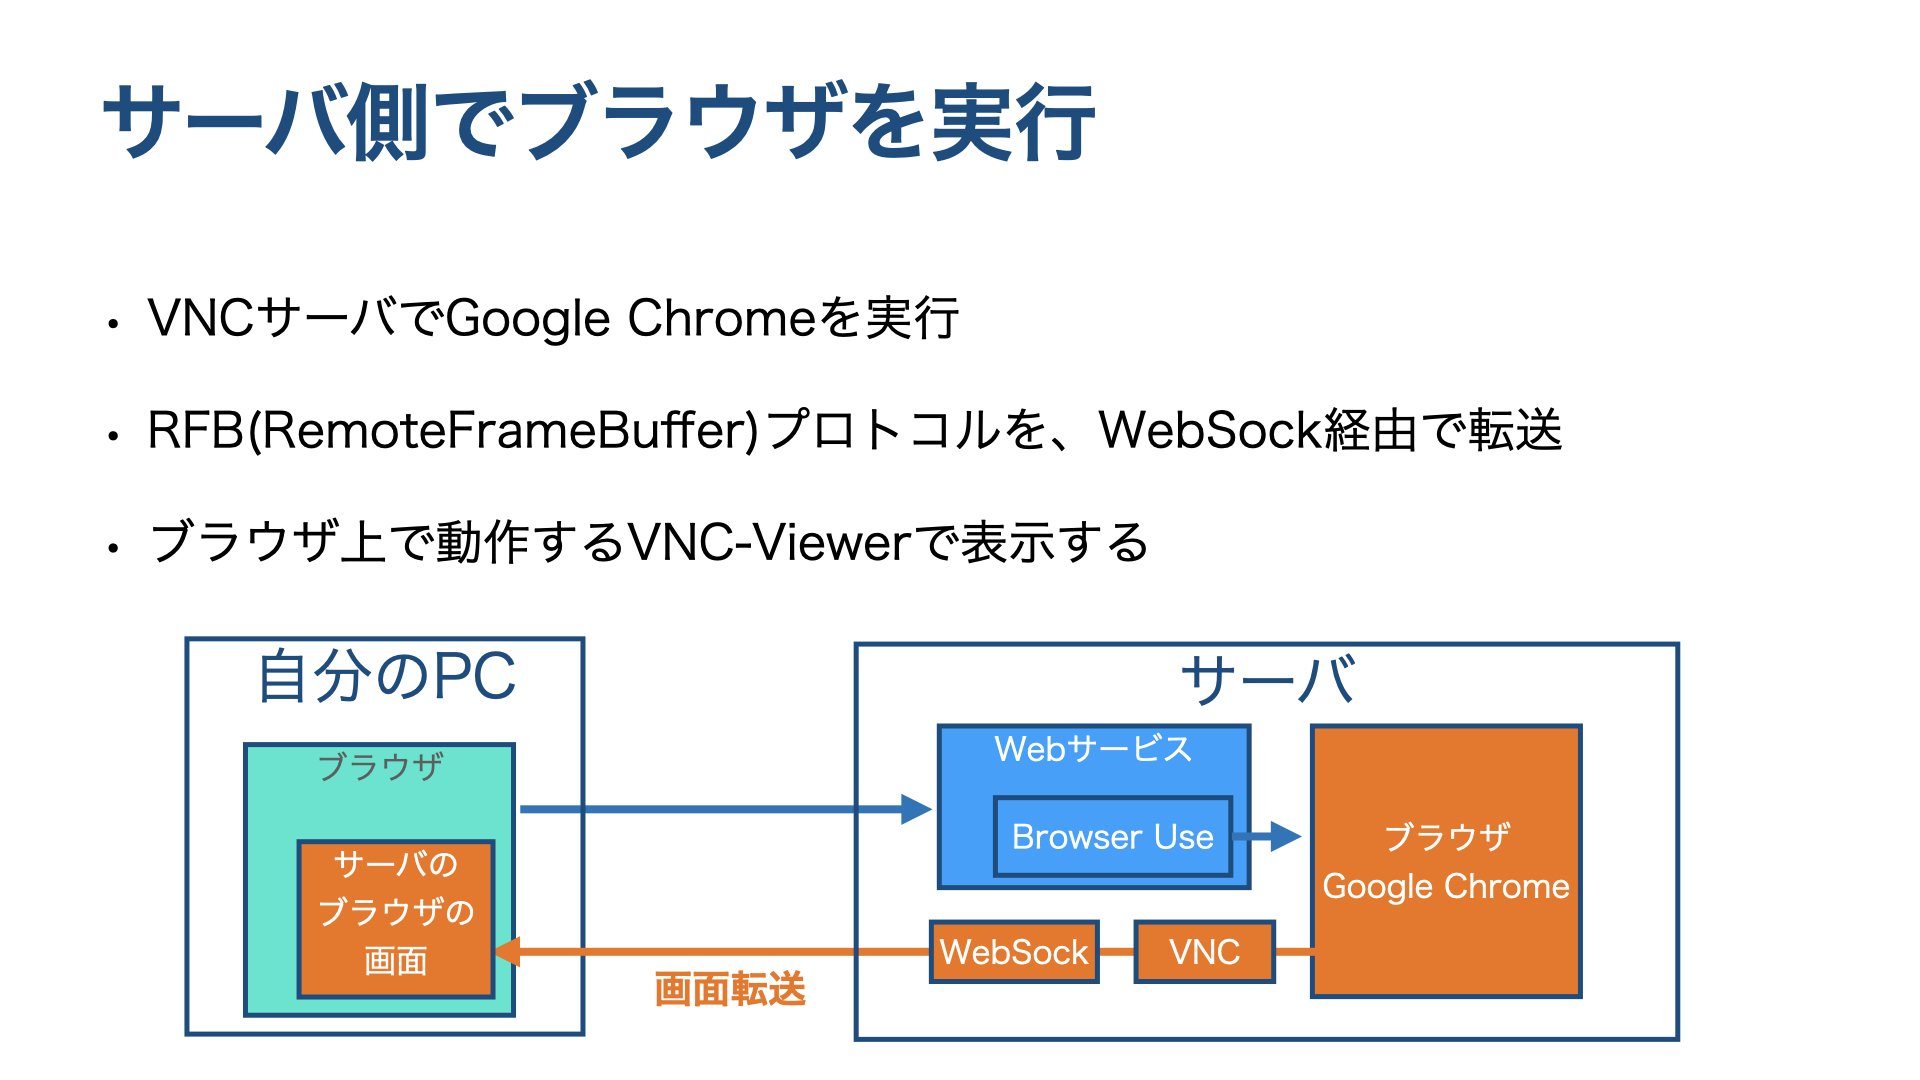 サーバ側でブラウザを実行
• VNCサーバでGoogle Chromeを実行
• RFB(RemoteFrameBuffer)プロトコルを、WebSock経由で転送
• ブラウザ上で動作するVNC-Viewerで表示する
自分のPC
ブラウザ
サーバの
ブラウザの
画面
画面転送
サーバ
Webサービス
Browser Use
ブラウザ
Google Chrome
WebSock
VNC